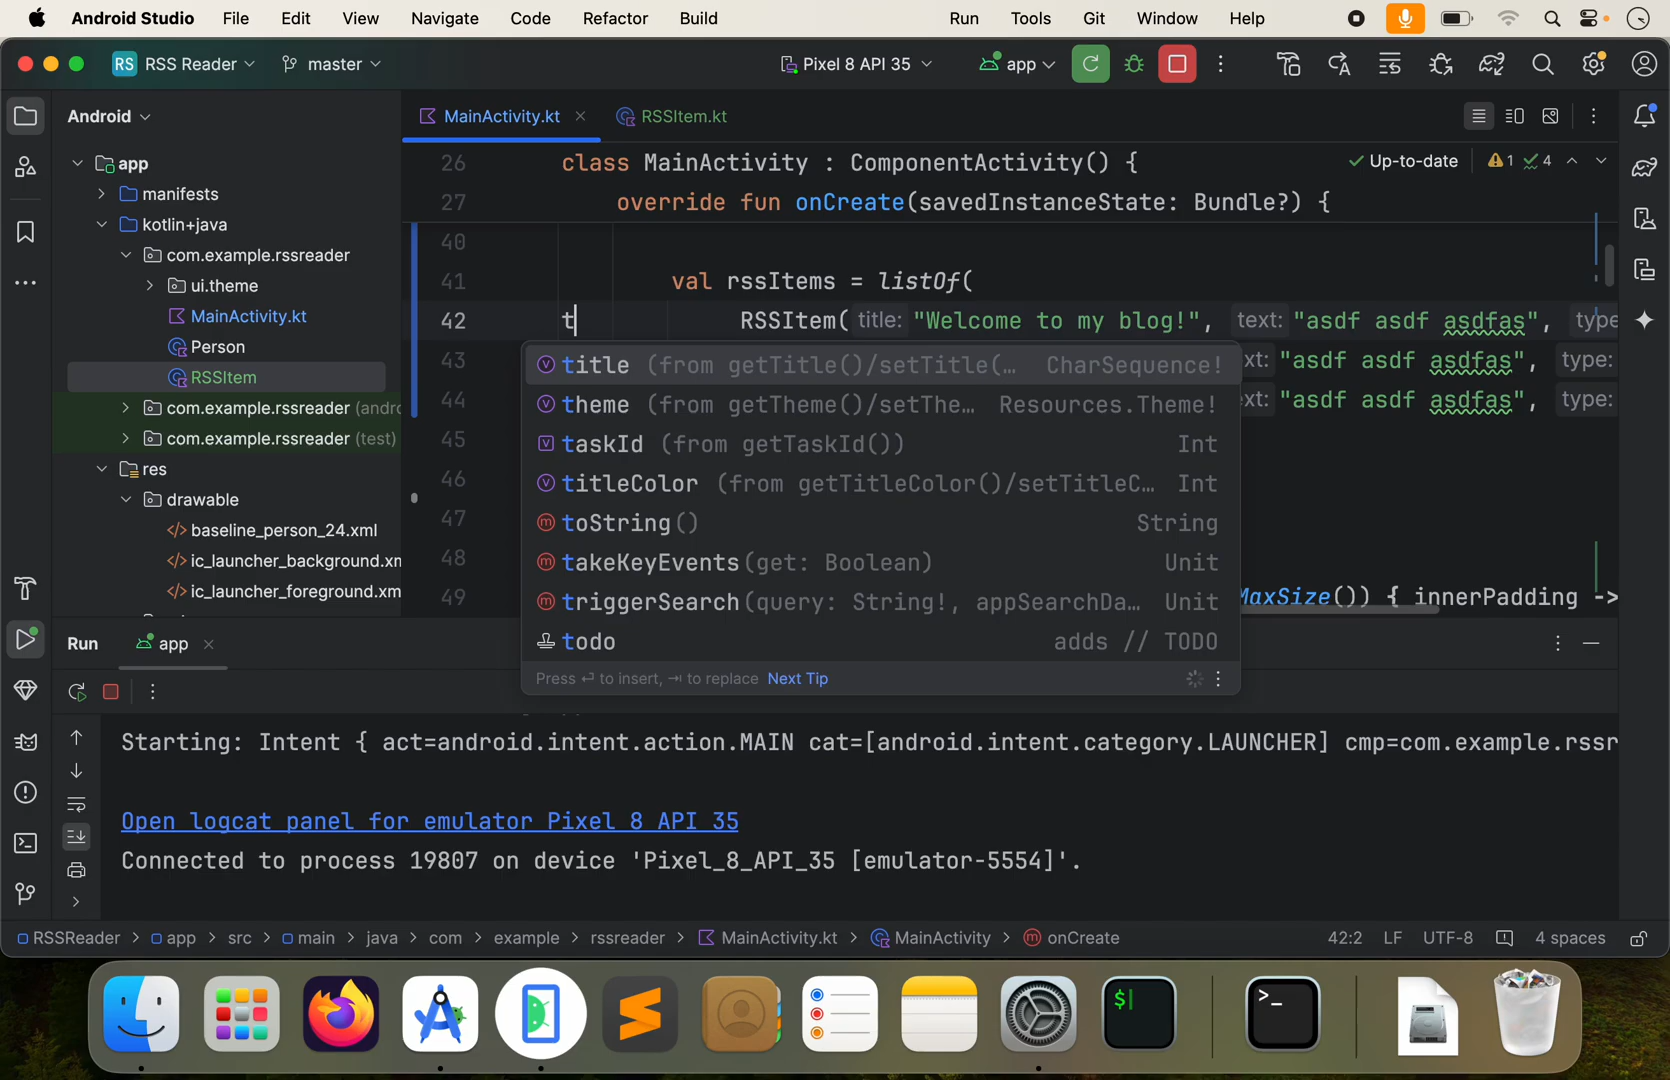 Android Studio File Edit View Navigate Code Refactor Build Run Tools Git Window Help
RS RSS Reader master Pixel 8 API 35 app
Android
MainActivity.kt
RSSItem.kt
app
manifests
kotlin+java
com.example.rssreader
ui.theme
MainActivity.kt
Person
RSSItem
com.example.rssreader (andro
com.example.rssreader (test)
res
drawable
baseline_person_24.xml
ic_launcher_background.xm
ic_launcher_foreground.xm
26 class MainActivity : ComponentActivity() {
Up-to-date 1 4
27 override fun onCreate(savedInstanceState: Bundle?) {
40
41 val rssItems = listOf(
42 t RSSItem( title: "Welcome to my blog!", text: "asdf asdf asdfas", type
43 xt: "asdf asdf asdfas", type:
44 xt: "asdf asdf asdfas", type:
45
46
47
48
49 MaxSize()) { innerPadding ->
title (from getTitle()/setTitle(… CharSequence!
theme (from getTheme()/setThe… Resources.Theme!
taskId (from getTaskId()) Int
titleColor (from getTitleColor()/setTitleC… Int
toString() String
takeKeyEvents(get: Boolean) Unit
triggerSearch(query: String!, appSearchDa… Unit
todo adds // TODO
Press ↵ to insert, ⇥ to replace Next Tip
Run app
Starting: Intent { act=android.intent.action.MAIN cat=[android.intent.category.LAUNCHER] cmp=com.example.rssr
Open logcat panel for emulator Pixel 8 API 35
Connected to process 19807 on device 'Pixel_8_API_35 [emulator-5554]'.
RSSReader > app > src > main > java > com > example > rssreader > MainActivity.kt > MainActivity > onCreate
42:2 LF UTF-8 4 spaces